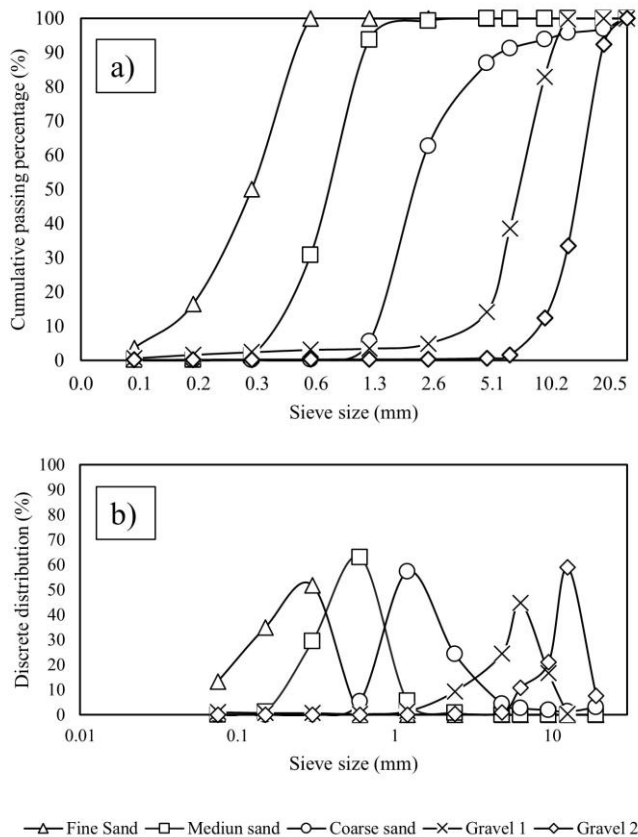 a)
Cumulative passing percentage (%)
100
90
80
70
60
50
40
30
20
10
0
0.0 0.1 0.2 0.3 0.6 1.3 2.6 5.1 10.2 20.5
Sieve size (mm)
b)
Discrete distribution (%)
100
90
80
70
60
50
40
30
20
10
0
0.01 0.1 1 10
Sieve size (mm)
Fine Sand Mediun sand Coarse sand Gravel 1 Gravel 2